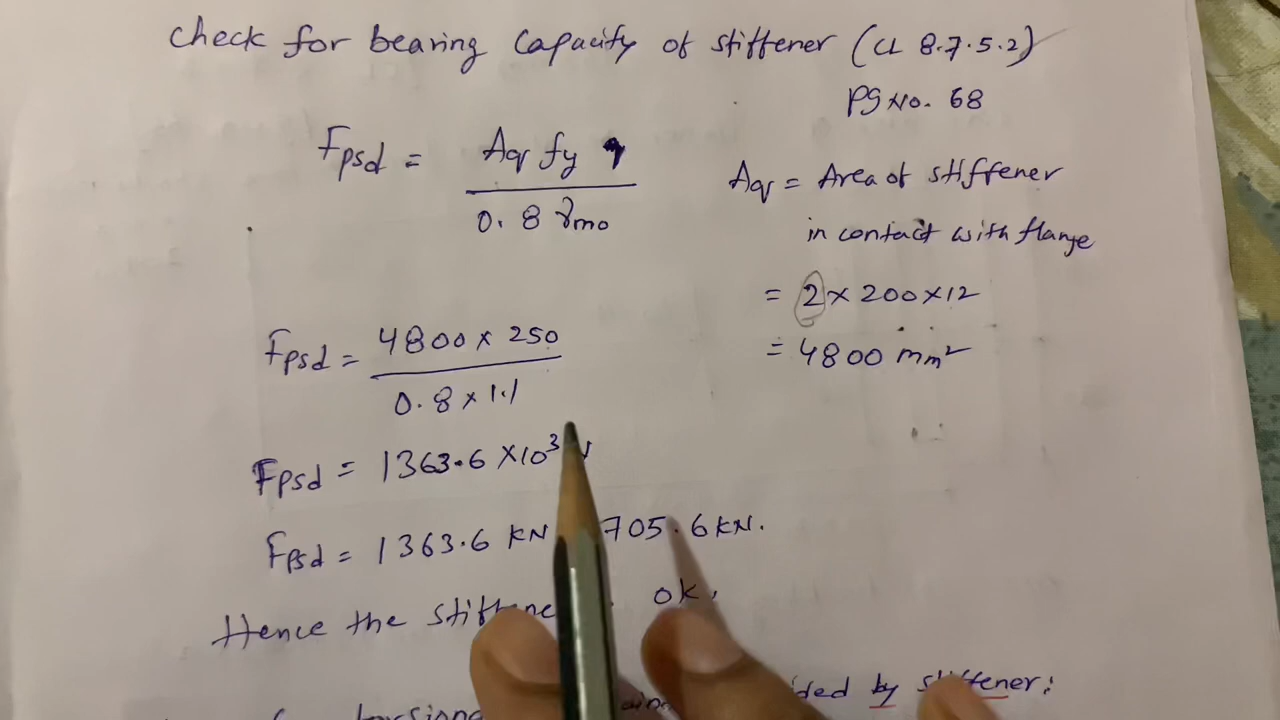 Check for bearing capacity of stiffener (CL 8.7.5.2)
PG No. 68
Fpsd = Aq fy / 0.8 γmo
Aq = Area of stiffener
in contact with flange
= 2 × 200 × 12
= 4800 mm²
Fpsd = 4800 × 250 / 0.8 × 1.1
Fpsd = 1363.6 × 10³
Fpsd = 1363.6 KN 705.6 KN.
Hence the ok.
by stiffener: